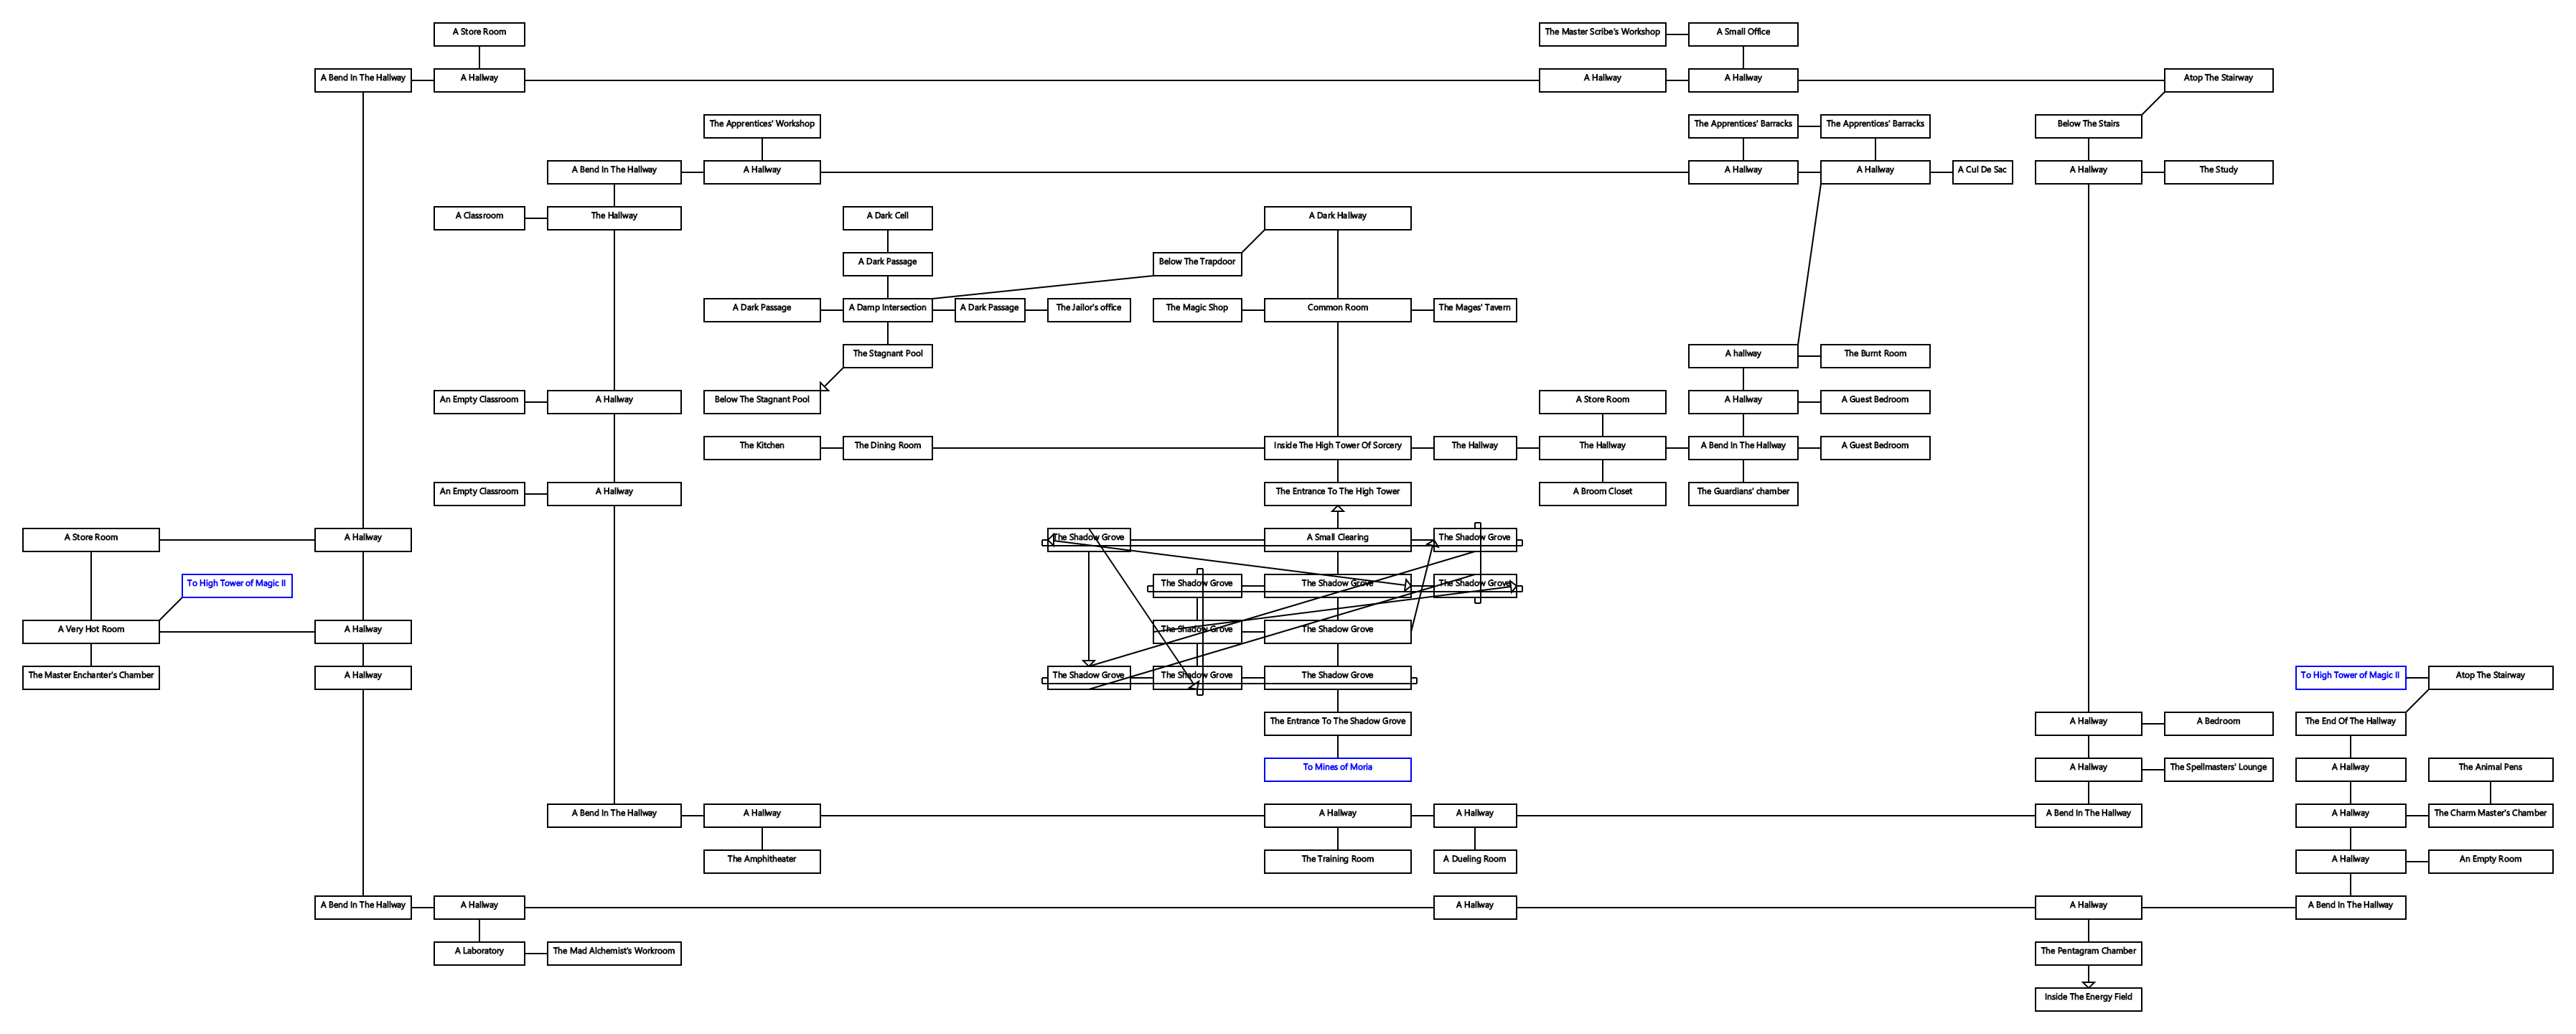 A Store Room
The Master Scribe's Workshop
A Small Office
A Bend In The Hallway
A Hallway
A Hallway
A Hallway
Atop The Stairway
The Apprentices' Workshop
The Apprentices' Barracks
The Apprentices' Barracks
Below The Stairs
A Bend In The Hallway
A Hallway
A Hallway
A Hallway
A Cul De Sac
A Hallway
The Study
A Classroom
The Hallway
A Dark Cell
A Dark Hallway
A Dark Passage
Below The Trapdoor
A Dark Passage
A Damp Intersection
A Dark Passage
The Jailor's office
The Magic Shop
Common Room
The Mages' Tavern
The Stagnant Pool
A hallway
The Burnt Room
An Empty Classroom
A Hallway
Below The Stagnant Pool
A Store Room
A Hallway
A Guest Bedroom
The Kitchen
The Dining Room
Inside The High Tower Of Sorcery
The Hallway
The Hallway
A Bend In The Hallway
A Guest Bedroom
An Empty Classroom
A Hallway
The Entrance To The High Tower
A Broom Closet
The Guardians' chamber
A Store Room
A Hallway
The Shadow Grove
A Small Clearing
The Shadow Grove
To High Tower of Magic II
The Shadow Grove
The Shadow Grove
The Shadow Grove
A Very Hot Room
A Hallway
The Shadow Grove
The Shadow Grove
The Master Enchanter's Chamber
A Hallway
The Shadow Grove
The Shadow Grove
The Shadow Grove
To High Tower of Magic II
Atop The Stairway
The Entrance To The Shadow Grove
A Hallway
A Bedroom
The End Of The Hallway
To Mines of Moria
A Hallway
The Spellmasters' Lounge
A Hallway
The Animal Pens
A Bend In The Hallway
A Hallway
A Hallway
A Hallway
A Bend In The Hallway
A Hallway
The Charm Master's Chamber
The Amphitheater
The Training Room
A Dueling Room
A Hallway
An Empty Room
A Bend In The Hallway
A Hallway
A Hallway
A Hallway
A Bend In The Hallway
A Laboratory
The Mad Alchemist's Workroom
The Pentagram Chamber
Inside The Energy Field